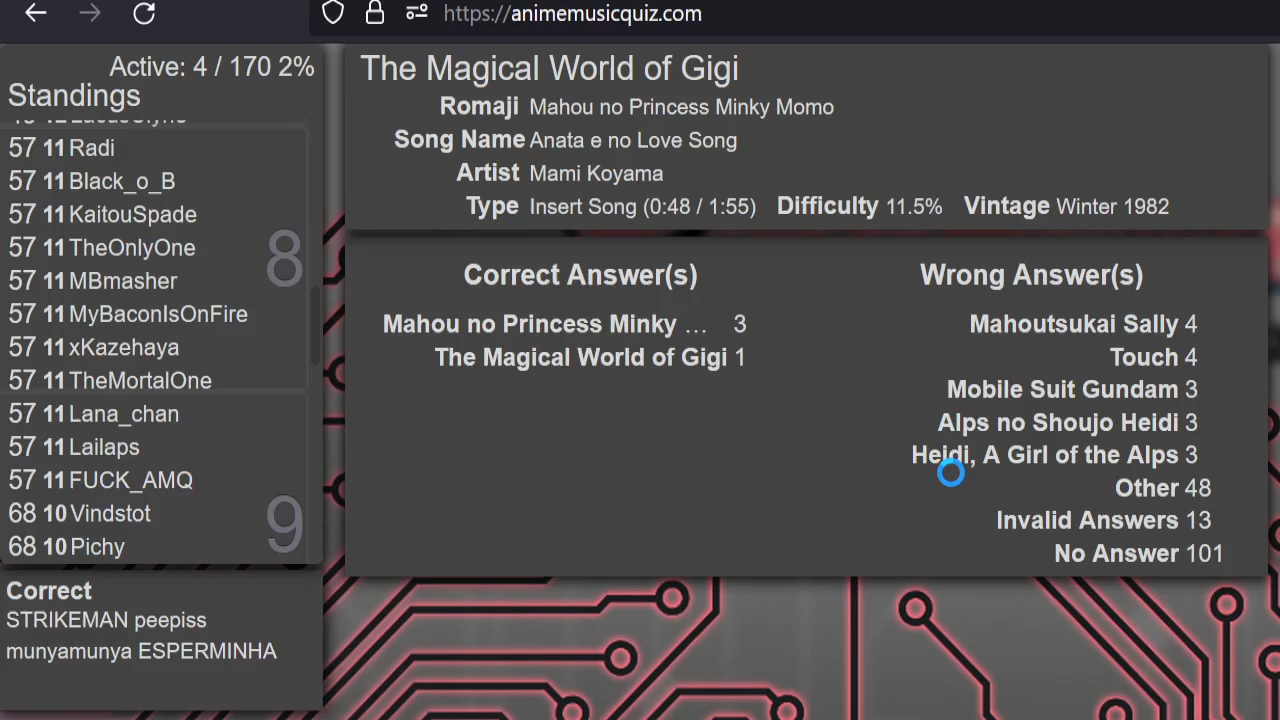 https://animemusicquiz.com
Active: 4 / 170 2%
Standings
57 11 Radi
57 11 Black_o_B
57 11 KaitouSpade
57 11 TheOnlyOne
57 11 MBmasher
57 11 MyBaconIsOnFire
57 11 xKazehaya
57 11 TheMortalOne
8
57 11 Lana_chan
57 11 Lailaps
57 11 FUCK_AMQ
68 10 Vindstot
68 10 Pichy
9
Correct
STRIKEMAN peepiss
munyamunya ESPERMINHA
The Magical World of Gigi
Romaji Mahou no Princess Minky Momo
Song Name Anata e no Love Song
Artist Mami Koyama
Type Insert Song (0:48 / 1:55) Difficulty 11.5% Vintage Winter 1982
Correct Answer(s)
Mahou no Princess Minky ... 3
The Magical World of Gigi 1
Wrong Answer(s)
Mahoutsukai Sally 4
Touch 4
Mobile Suit Gundam 3
Alps no Shoujo Heidi 3
Heidi, A Girl of the Alps 3
Other 48
Invalid Answers 13
No Answer 101